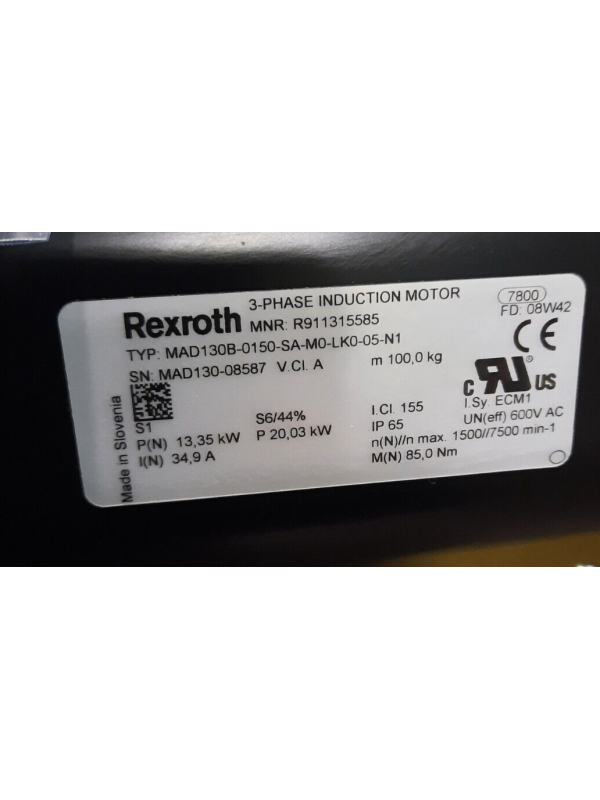 3-PHASE INDUCTION MOTOR
7800
Rexroth
MNR: R911315585
FD: 08W42
TYP: MAD130B-0150-SA-M0-LK0-05-N1
CE
SN: MAD130-08587 V.Cl. A m 100,0 kg
c RU US
Made in Slovenia
I.Sy ECM1
S1 S6/44% I.Cl. 155 UN(eff) 600V AC
P(N) 13,35 kW P 20,03 kW IP 65 n(N)//n max. 1500//7500 min-1
I(N) 34,9 A M(N) 85,0 Nm